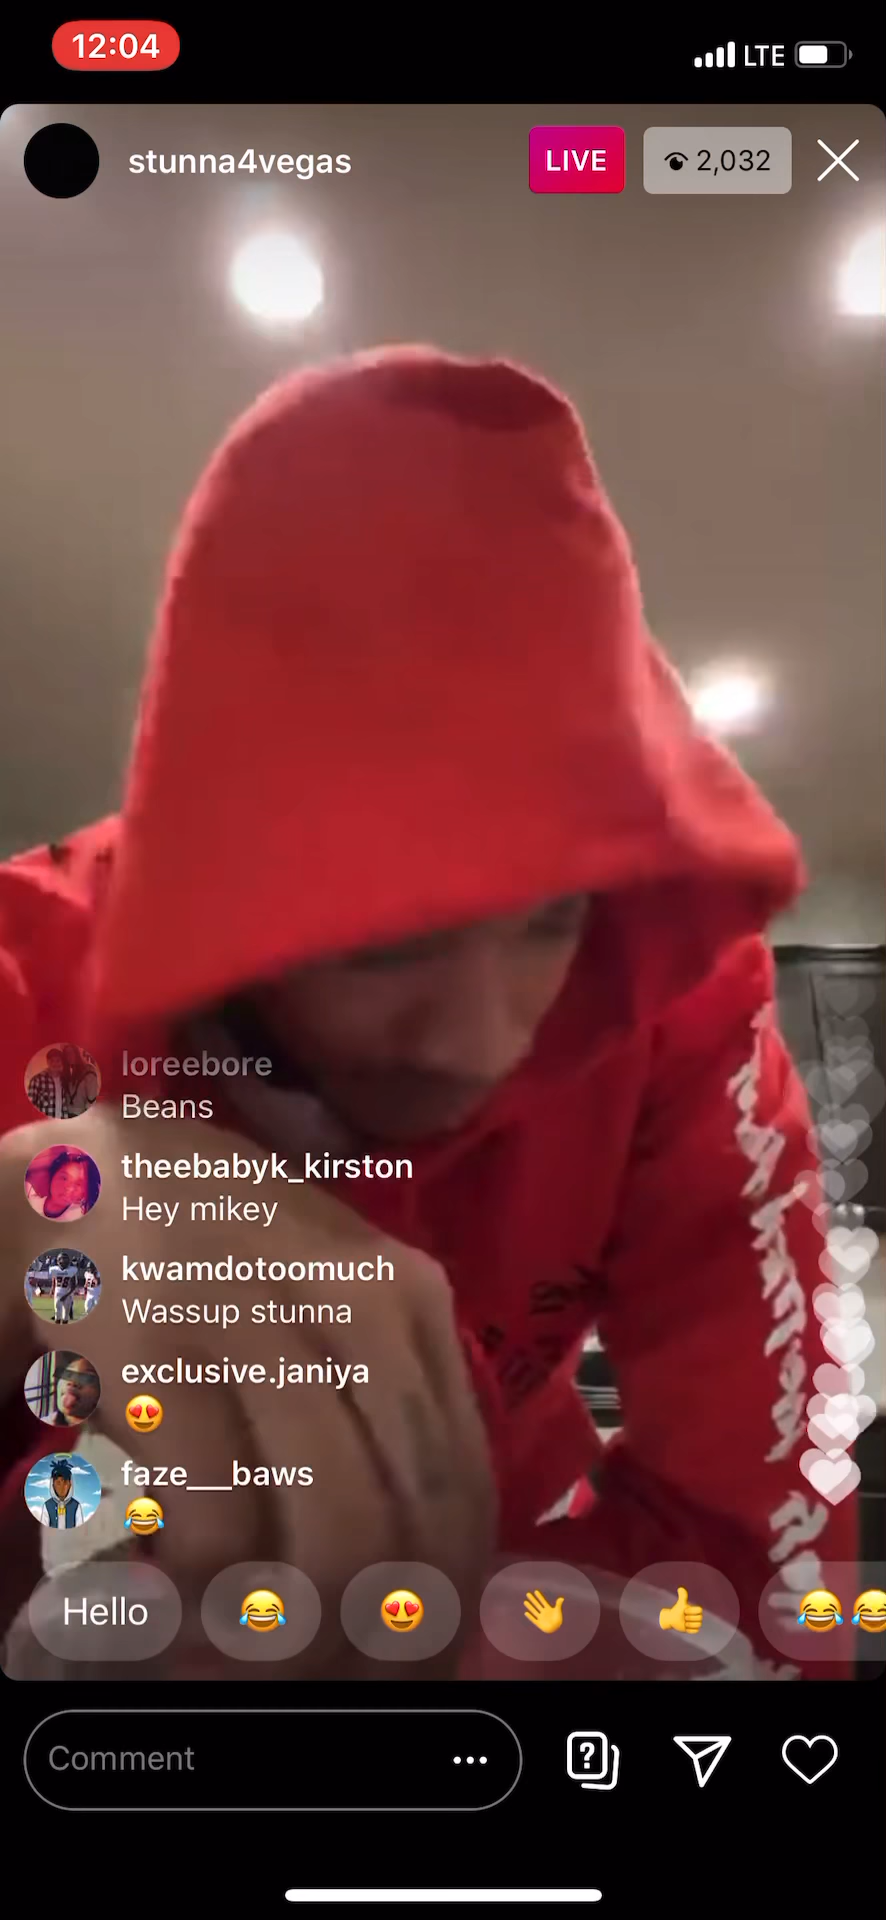 12:04
LTE
stunna4vegas
LIVE
2,032
loreebore
Beans
theebabyk_kirston
Hey mikey
kwamdotoomuch
Wassup stunna
exclusive.janiya
😍
faze___baws
😂
Hello 😂 😍 👋 👍 😂😂
Comment